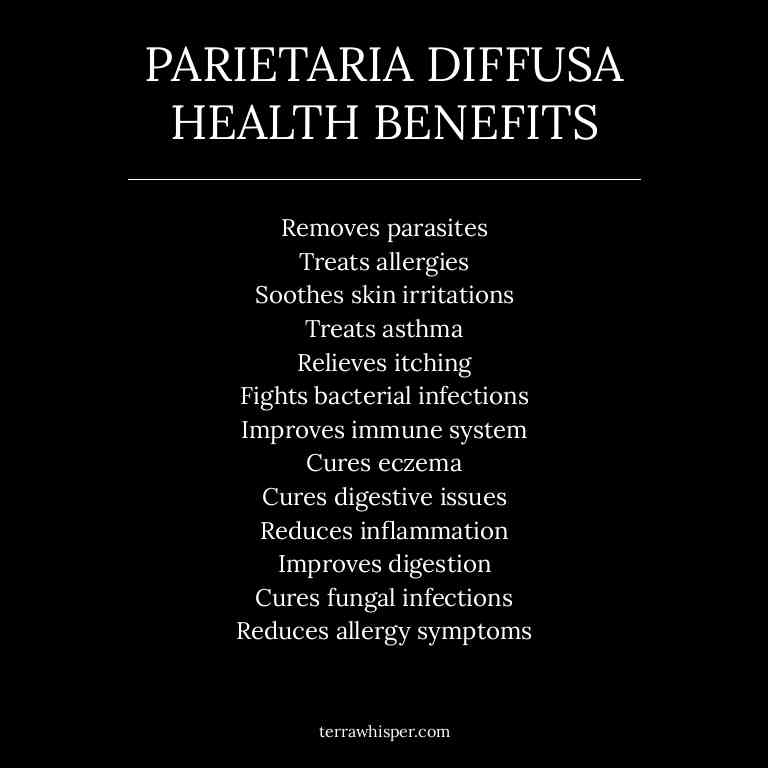 PARIETARIA DIFFUSA
HEALTH BENEFITS
Removes parasites
Treats allergies
Soothes skin irritations
Treats asthma
Relieves itching
Fights bacterial infections
Improves immune system
Cures eczema
Cures digestive issues
Reduces inflammation
Improves digestion
Cures fungal infections
Reduces allergy symptoms
terrawhisper.com